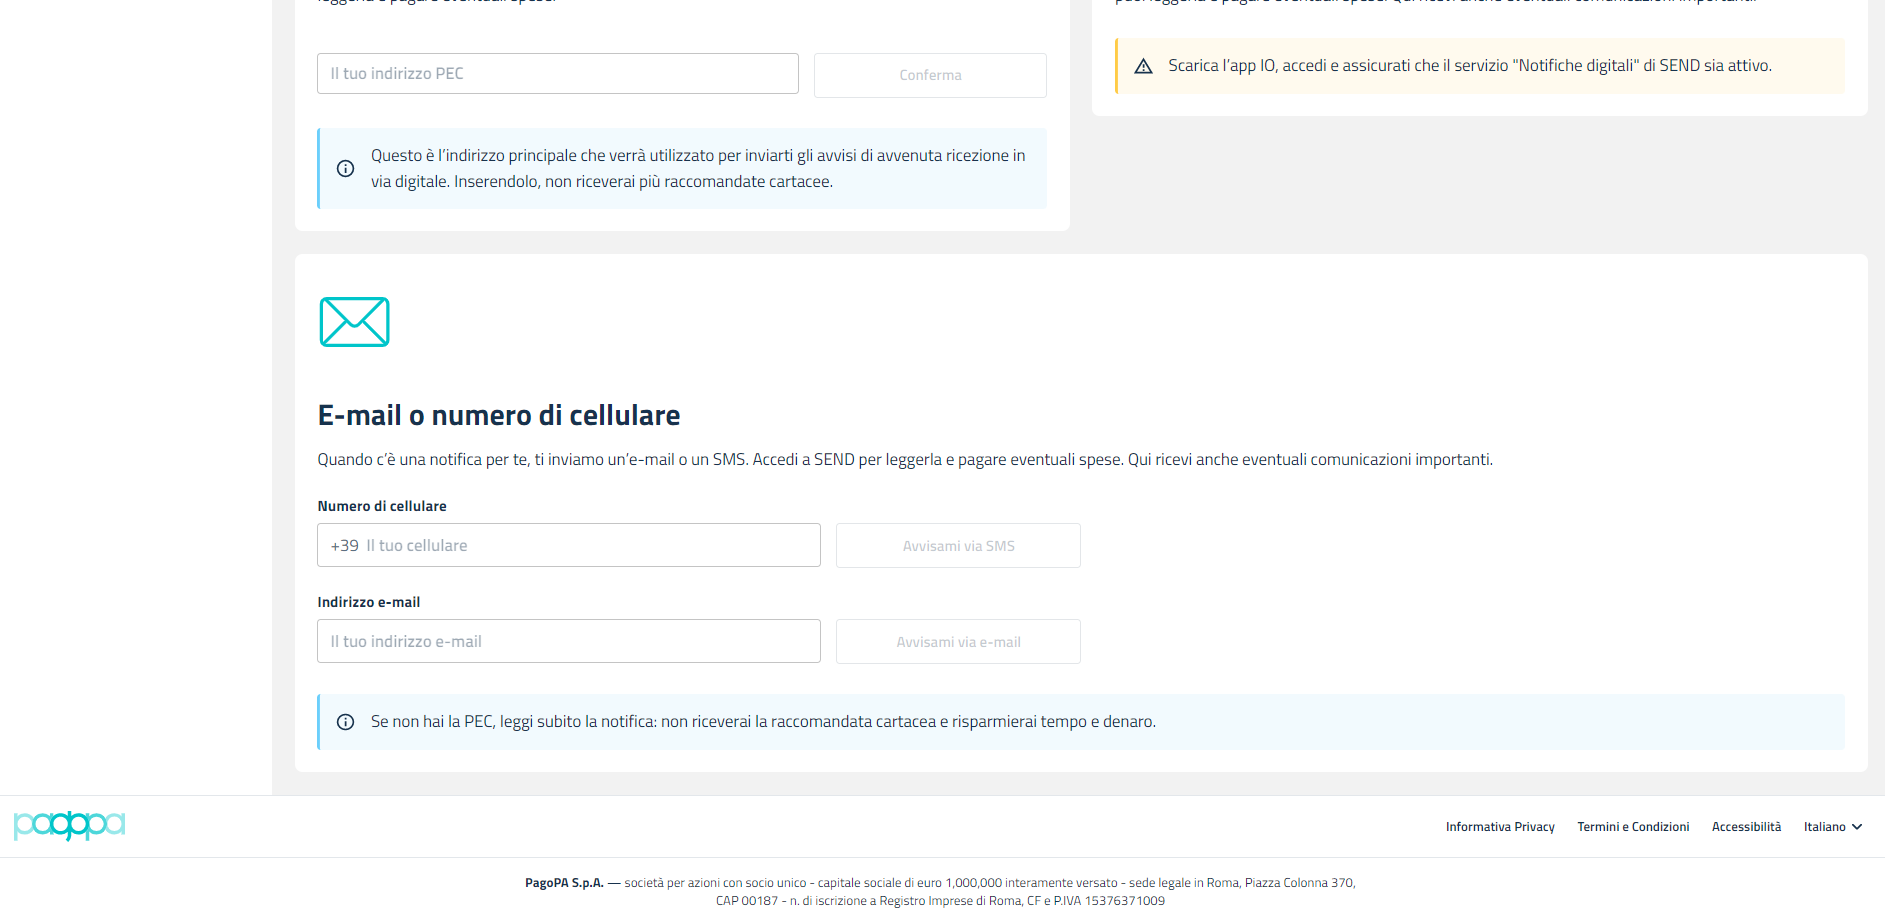 Il tuo indirizzo PEC
Conferma
Questo è l'indirizzo principale che verrà utilizzato per inviarti gli avvisi di avvenuta ricezione in
via digitale. Inserendolo, non riceverai più raccomandate cartacee.
Scarica l'app IO, accedi e assicurati che il servizio "Notifiche digitali" di SEND sia attivo.
E-mail o numero di cellulare
Quando c'è una notifica per te, ti inviamo un'e-mail o un SMS. Accedi a SEND per leggerla e pagare eventuali spese. Qui ricevi anche eventuali comunicazioni importanti.
Numero di cellulare
+39 Il tuo cellulare
Avvisami via SMS
Indirizzo e-mail
Il tuo indirizzo e-mail
Avvisami via e-mail
Se non hai la PEC, leggi subito la notifica: non riceverai la raccomandata cartacea e risparmierai tempo e denaro.
pagopa
Informativa Privacy
Termini e Condizioni
Accessibilità
Italiano
PagoPA S.p.A. — società per azioni con socio unico - capitale sociale di euro 1,000,000 interamente versato - sede legale in Roma, Piazza Colonna 370,
CAP 00187 - n. di iscrizione a Registro Imprese di Roma, CF e P.IVA 15376371009